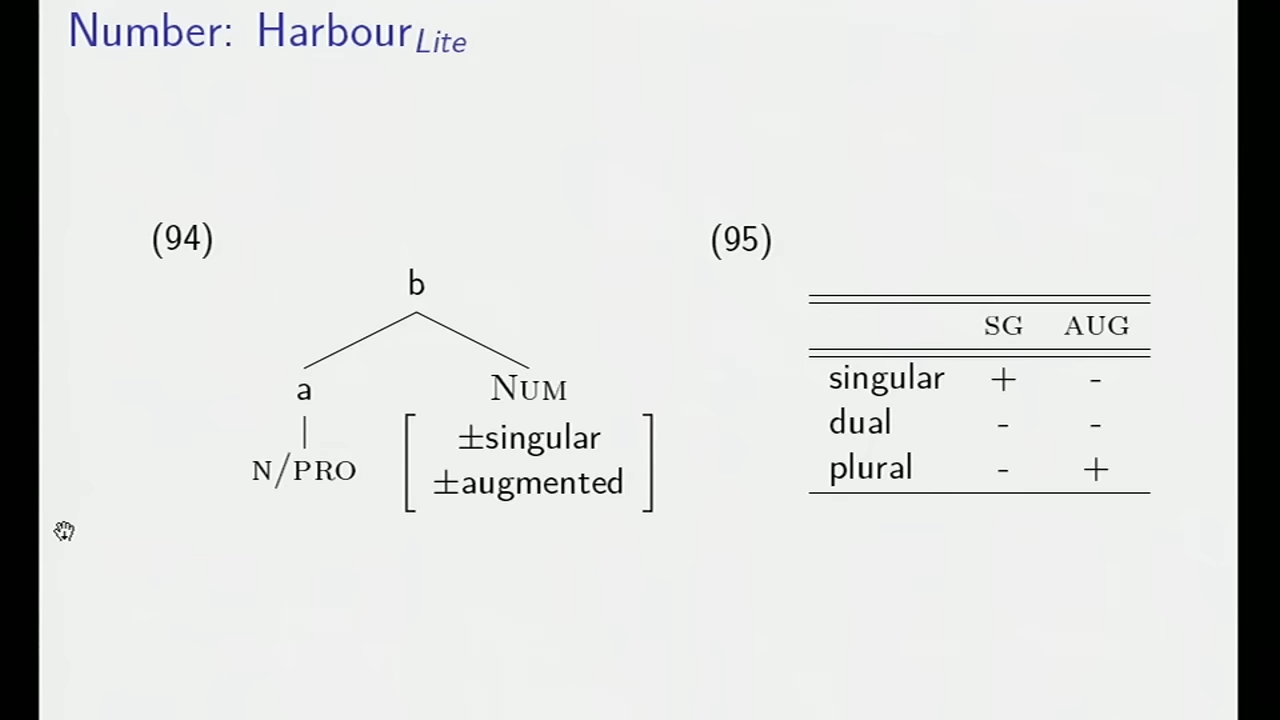 Number: Harbour Lite
(94)
b
a NUM
N/PRO
[ ±singular
±augmented ]
(95)
SG AUG
singular + -
dual - -
plural - +